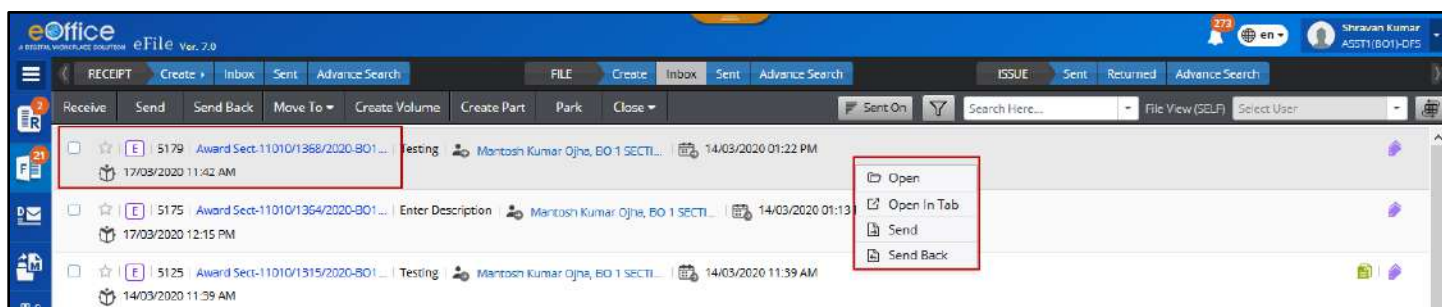 eOffice
A DIGITAL WORKPLACE SOLUTION eFile Ver. 7.0
273 en Shravan Kumar
ASST1(BO1)-DFS
RECEIPT Create Inbox Sent Advance Search FILE Create Inbox Sent Advance Search ISSUE Sent Returned Advance Search
2 R Receive Send Send Back Move To Create Volume Create Part Park Close Sent On Search Here... File View (SELF) Select User
E 5179 Award Sect-11010/1368/2020-BO1... Testing Mantosh Kumar Ojha, BO 1 SECTI... 14/03/2020 01:22 PM
21 F 17/03/2020 11:42 AM
Open
Open In Tab
Send
Send Back
E 5175 Award Sect-11010/1364/2020-BO1... Enter Description Mantosh Kumar Ojha, BO 1 SECTI... 14/03/2020 01:13
D 17/03/2020 12:15 PM
E 5125 Award Sect-11010/1315/2020-BO1... Testing Mantosh Kumar Ojha, BO 1 SECTI... 14/03/2020 11:39 AM
M 14/03/2020 11:39 AM